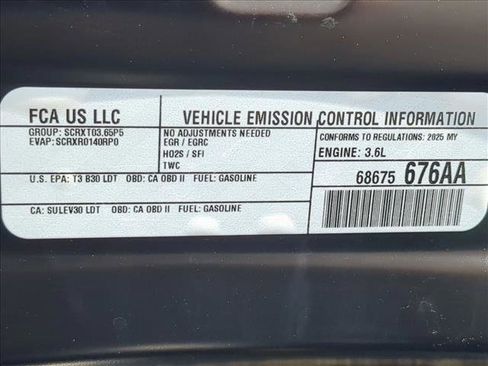 FCA US LLC
VEHICLE EMISSION CONTROL INFORMATION
GROUP: SCRXT03.65P5
EVAP: SCRXR0140RP0
NO ADJUSTMENTS NEEDED
EGR / EGRC
HO2S / SFI
TWC
CONFORMS TO REGULATIONS: 2025 MY
ENGINE: 3.6L
U.S. EPA: T3 B30 LDT OBD: CA OBD II FUEL: GASOLINE
68675 676AA
CA: SULEV30 LDT OBD: CA OBD II FUEL: GASOLINE